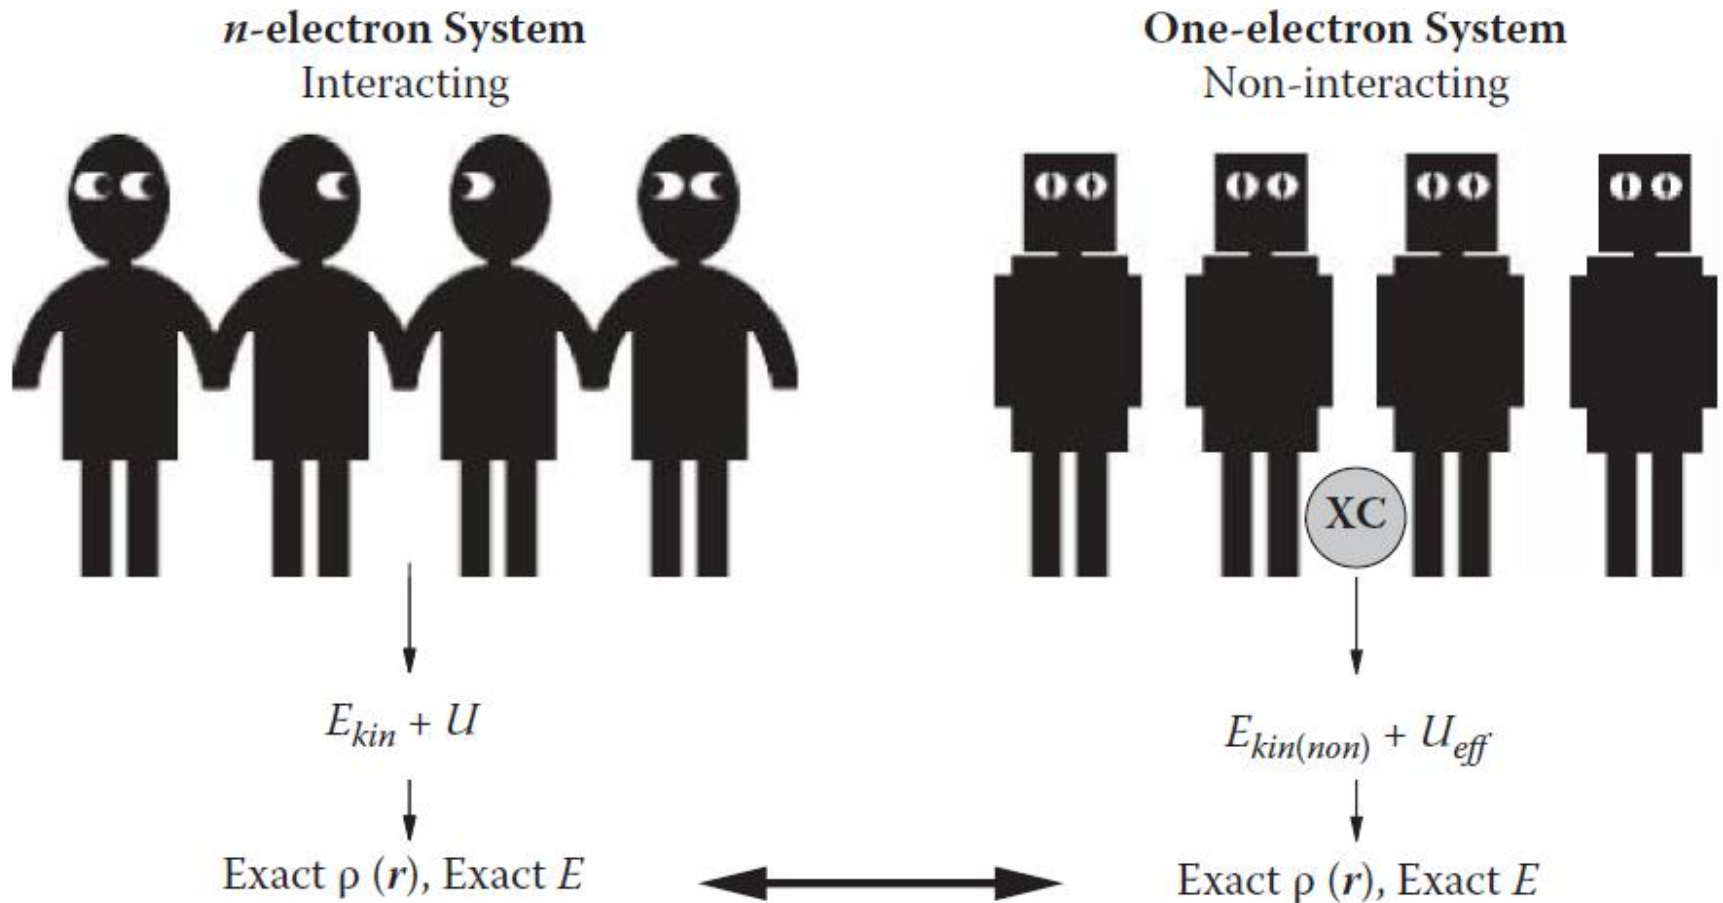 n-electron System
Interacting
One-electron System
Non-interacting
XC
E_kin + U
E_kin(non) + U_eff
Exact ρ (r), Exact E
Exact ρ (r), Exact E